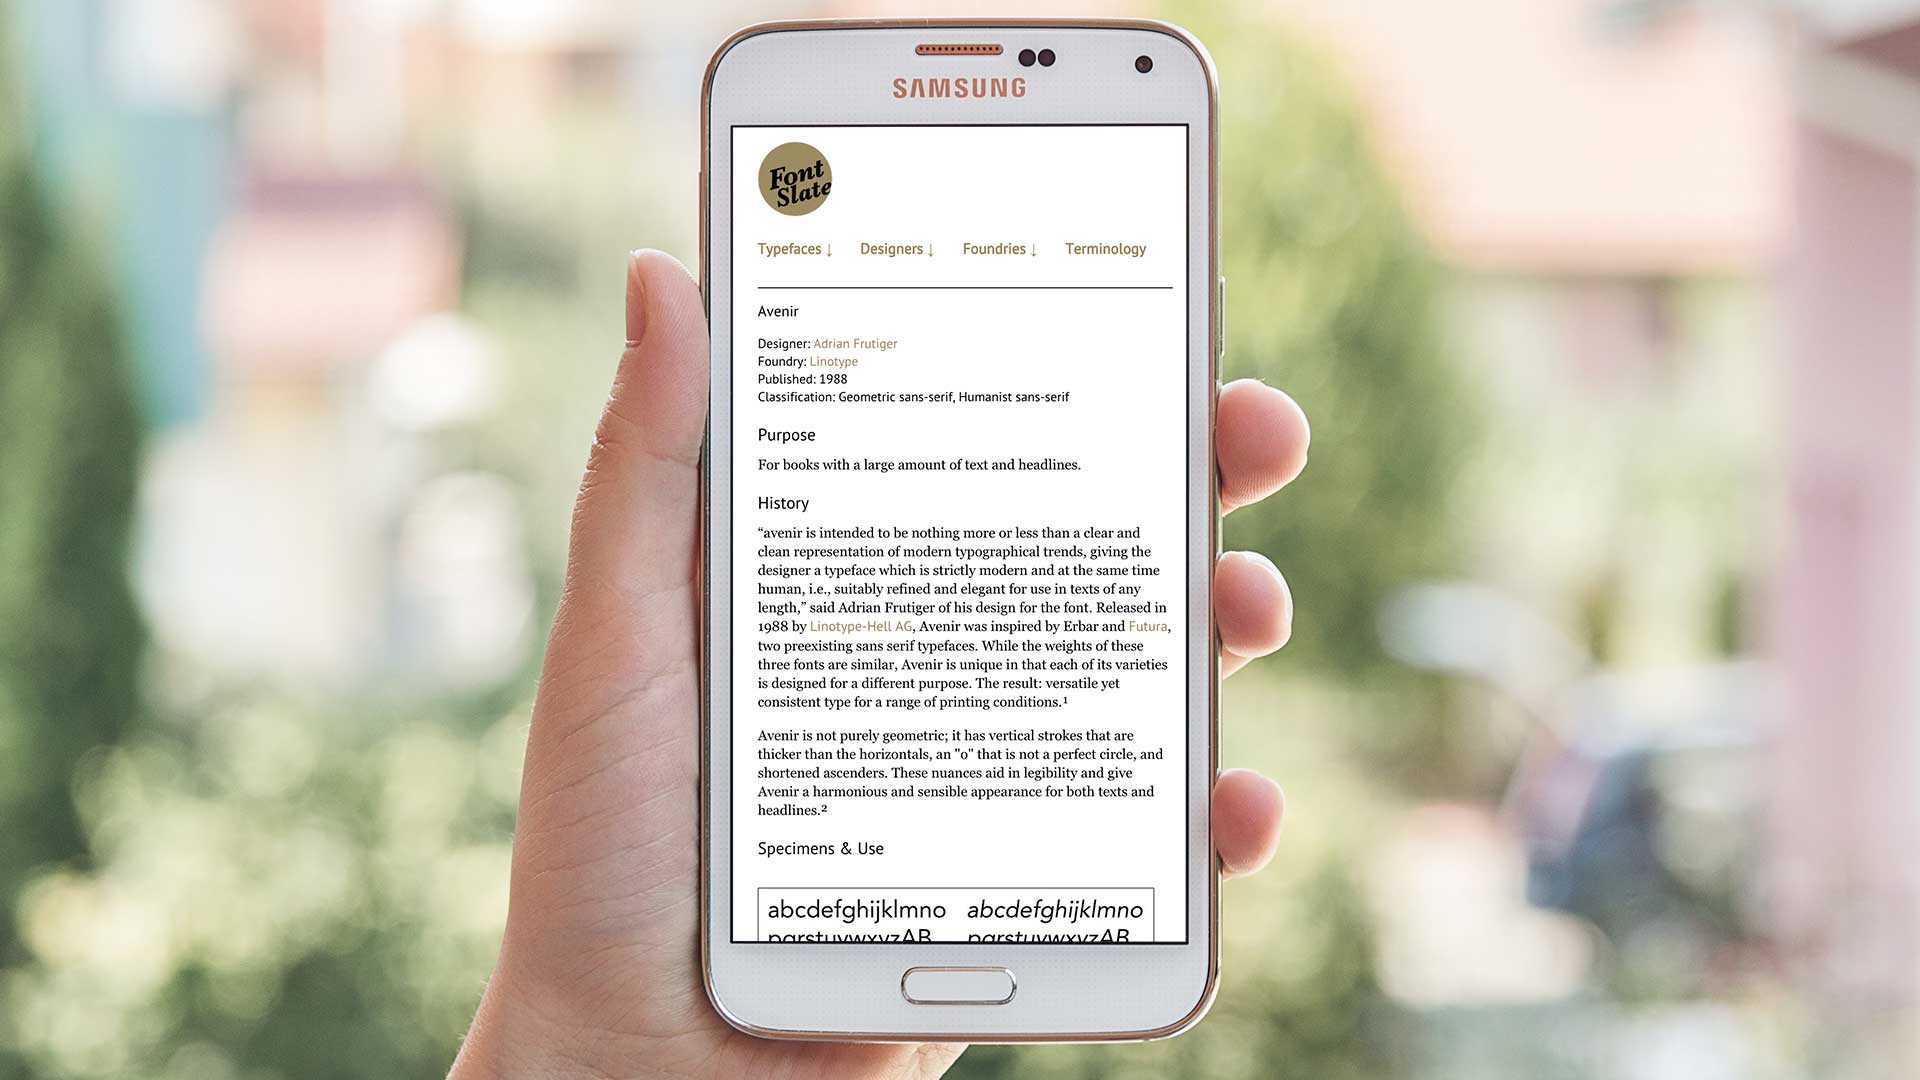 SAMSUNG
Font
Slate
Typefaces ↓ Designers ↓ Foundries ↓ Terminology
Avenir
Designer: Adrian Frutiger
Foundry: Linotype
Published: 1988
Classification: Geometric sans-serif, Humanist sans-serif
Purpose
For books with a large amount of text and headlines.
History
“avenir is intended to be nothing more or less than a clear and
clean representation of modern typographical trends, giving the
designer a typeface which is strictly modern and at the same time
human, i.e., suitably refined and elegant for use in texts of any
length,” said Adrian Frutiger of his design for the font. Released in
1988 by Linotype-Hell AG, Avenir was inspired by Erbar and Futura,
two preexisting sans serif typefaces. While the weights of these
three fonts are similar, Avenir is unique in that each of its varieties
is designed for a different purpose. The result: versatile yet
consistent type for a range of printing conditions.¹
Avenir is not purely geometric; it has vertical strokes that are
thicker than the horizontals, an "o" that is not a perfect circle, and
shortened ascenders. These nuances aid in legibility and give
Avenir a harmonious and sensible appearance for both texts and
headlines.²
Specimens & Use
abcdefghijklmno abcdefghijklmno
pqrstuvwxyzAB pqrstuvwxyzAB